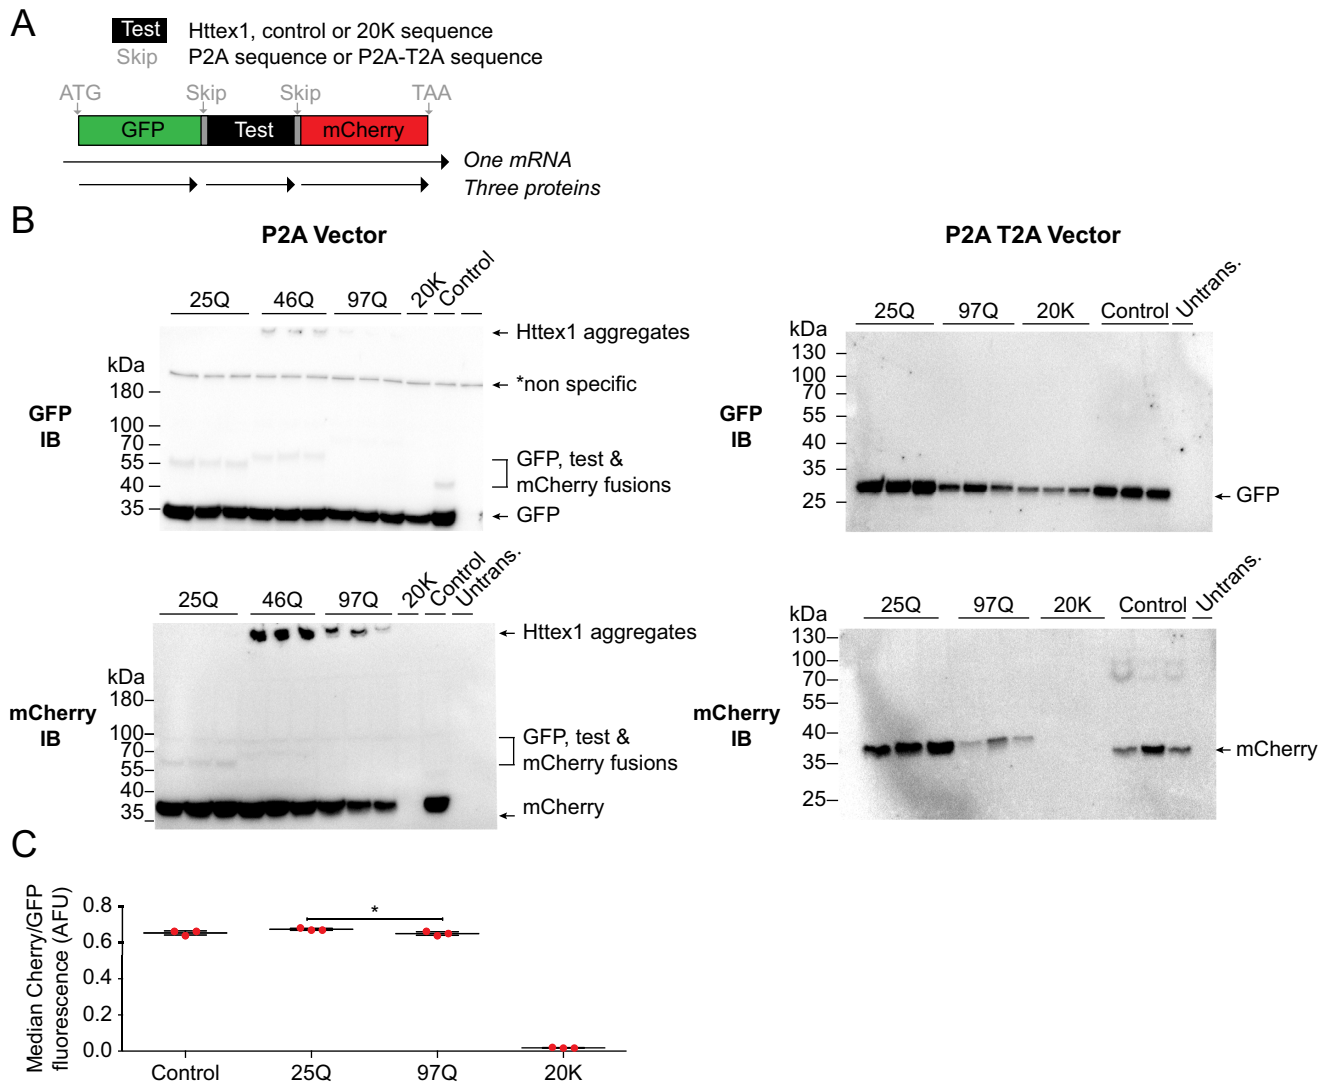 A
Test Httex1, control or 20K sequence
Skip P2A sequence or P2A-T2A sequence
ATG Skip Skip TAA
GFP Test mCherry
One mRNA
Three proteins
B
P2A Vector
25Q 46Q 97Q 20K Control
kDa
180
100
70
55
40
35
GFP
IB
Httex1 aggregates
*non specific
GFP, test &
mCherry fusions
GFP
P2A T2A Vector
25Q 97Q 20K Control Untrans.
kDa
130
100
70
55
40
35
25
GFP
IB
GFP
25Q 46Q 97Q 20K Control Untrans.
kDa
180
100
70
55
40
35
mCherry
IB
Httex1 aggregates
GFP, test &
mCherry fusions
mCherry
25Q 97Q 20K Control Untrans.
kDa
130
100
70
55
40
35
25
mCherry
IB
mCherry
C
Median Cherry/GFP
fluorescence (AFU)
0.8
0.6
0.4
0.2
0.0
*
Control 25Q 97Q 20K